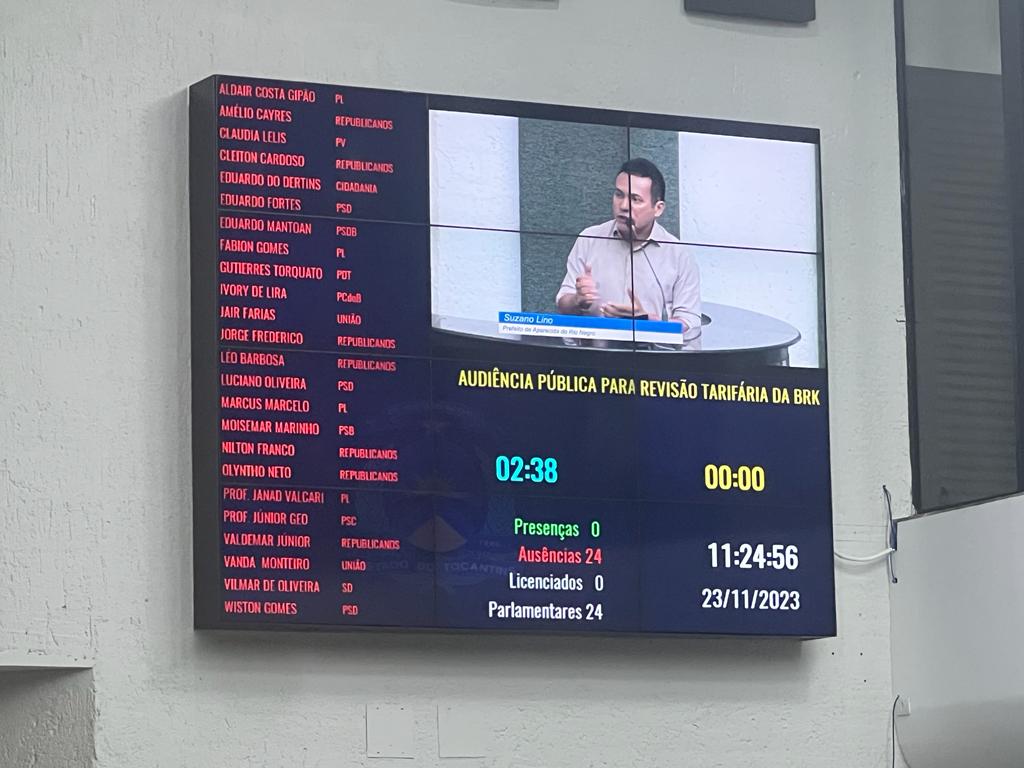 ALDAIR COSTA GIPÃO PL
AMÉLIO CAYRES REPUBLICANOS
CLAUDIA LELIS PV
CLEITON CARDOSO REPUBLICANOS
EDUARDO DO DERTINS CIDADANIA
EDUARDO FORTES PSD
EDUARDO MANTOAN PSDB
FABION GOMES PL
GUTIERRES TORQUATO PDT
IVORY DE LIRA PCdoB
JAIR FARIAS UNIÃO
JORGE FREDERICO REPUBLICANOS
LÉO BARBOSA REPUBLICANOS
LUCIANO OLIVEIRA PSD
MARCUS MARCELO PL
MOISEMAR MARINHO PSB
NILTON FRANCO REPUBLICANOS
OLYNTHO NETO REPUBLICANOS
PROF. JANAD VALCARI PL
PROF. JÚNIOR GEO PSC
VALDEMAR JÚNIOR REPUBLICANOS
VANDA MONTEIRO UNIÃO
VILMAR DE OLIVEIRA SD
WISTON GOMES PSD
Suzano Lino
Prefeito de Aparecida do Rio Negro
AUDIÊNCIA PÚBLICA PARA REVISÃO TARIFÁRIA DA BRK
02:38 00:00
Presenças 0
Ausências 24
Licenciados 0
Parlamentares 24
11:24:56
23/11/2023
ESTADO DO TOCANTINS